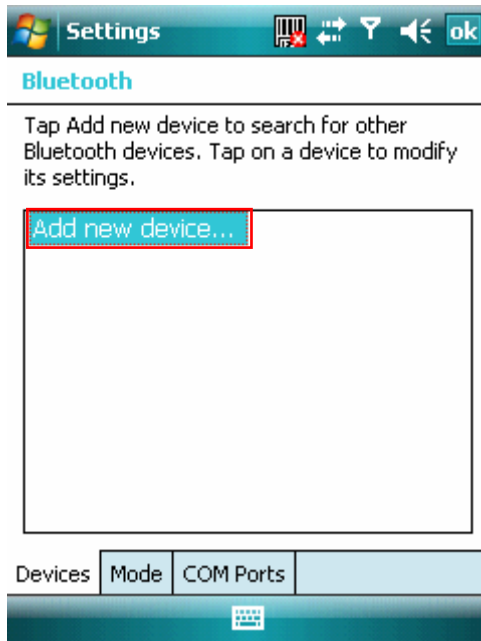 Settings ok
Bluetooth
Tap Add new device to search for other
Bluetooth devices. Tap on a device to modify
its settings.
Add new device...
Devices Mode COM Ports